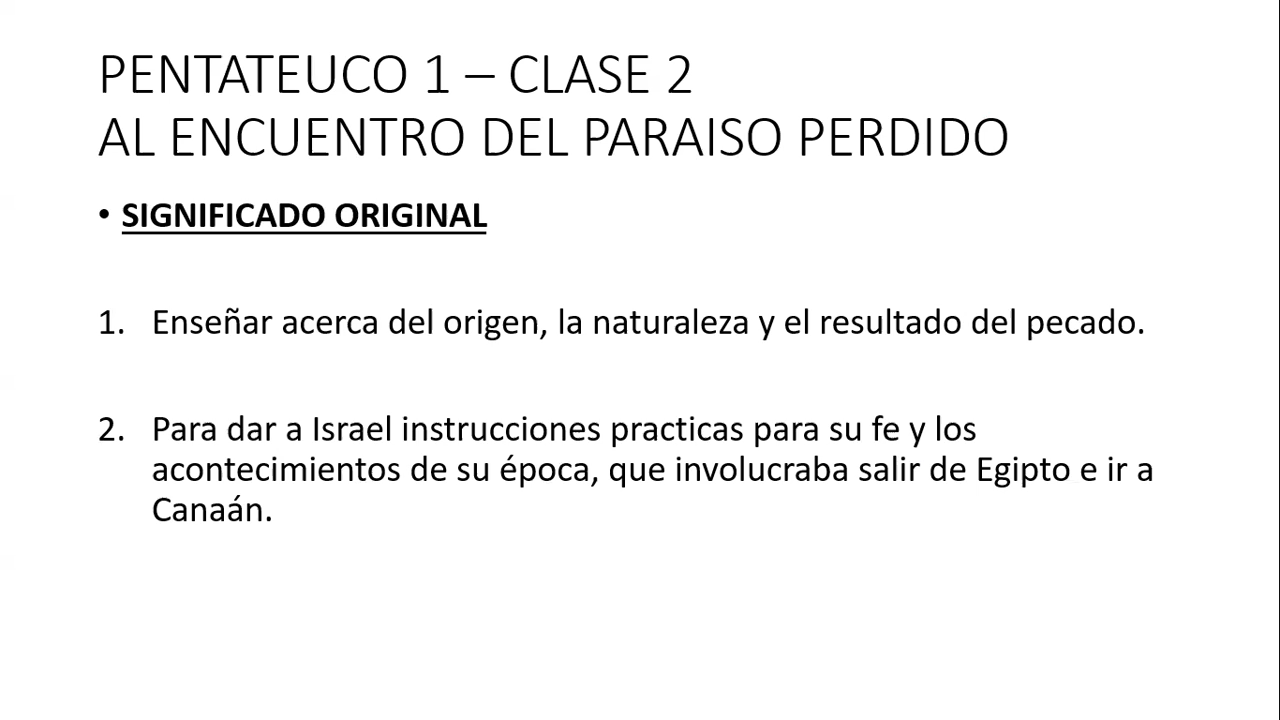 PENTATEUCO 1 – CLASE 2
AL ENCUENTRO DEL PARAISO PERDIDO
• SIGNIFICADO ORIGINAL
1. Enseñar acerca del origen, la naturaleza y el resultado del pecado.
2. Para dar a Israel instrucciones practicas para su fe y los
acontecimientos de su época, que involucraba salir de Egipto e ir a
Canaán.